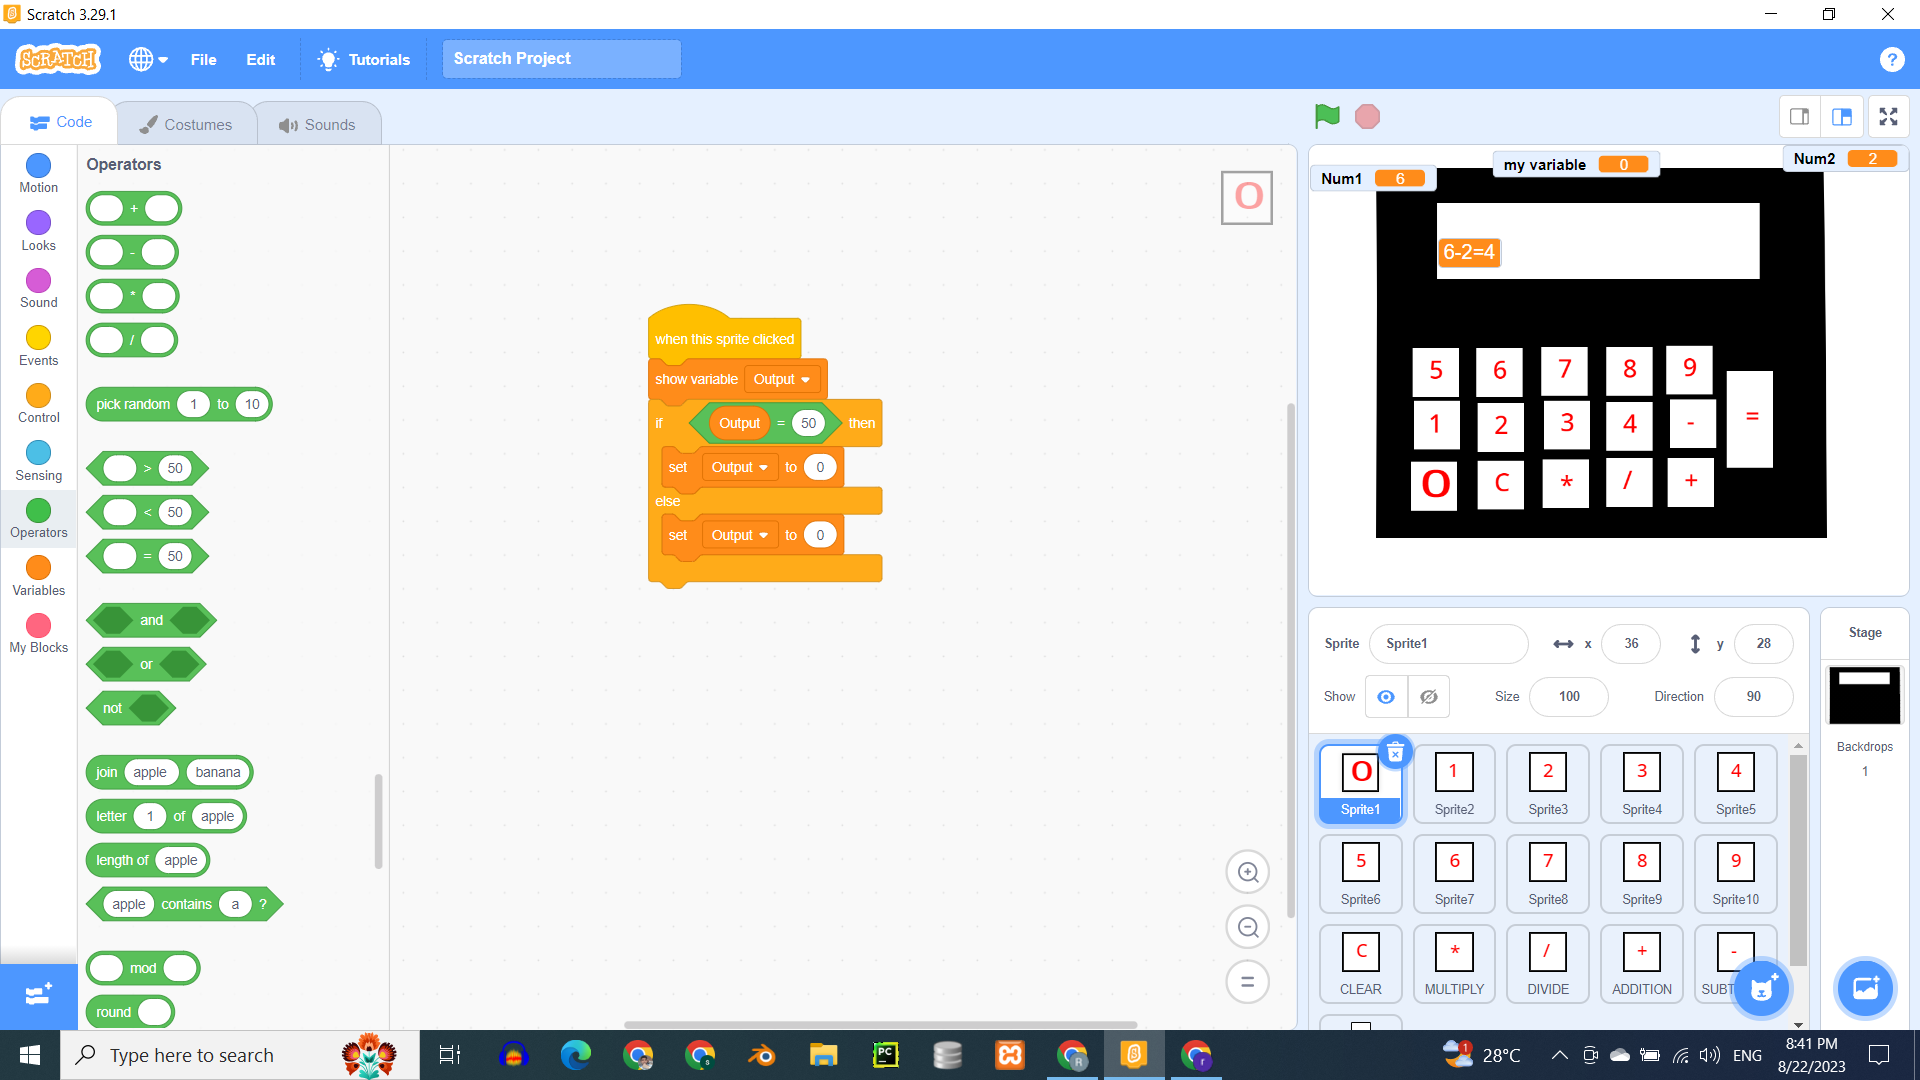 Scratch 3.29.1
SCRATCH
File
Edit
Tutorials
Scratch Project
?
Code
Costumes
Sounds
Motion
Looks
Sound
Events
Control
Sensing
Operators
Variables
My Blocks
Operators
+
-
*
/
pick random 1 to 10
> 50
< 50
= 50
and
or
not
join apple banana
letter 1 of apple
length of apple
apple contains a ?
mod
round
when this sprite clicked
show variable Output
if Output = 50 then
set Output to 0
else
set Output to 0
O
Num1 6
my variable 0
Num2 2
6-2=4
5 6 7 8 9
1 2 3 4 - =
O C * / +
Sprite Sprite1 x 36 y 28
Show Size 100 Direction 90
O 1 2 3 4
Sprite1 Sprite2 Sprite3 Sprite4 Sprite5
5 6 7 8 9
Sprite6 Sprite7 Sprite8 Sprite9 Sprite10
C * / + -
CLEAR MULTIPLY DIVIDE ADDITION
Stage
Backdrops
1
Type here to search
PC
1
28°C
ENG
8:41 PM
8/22/2023